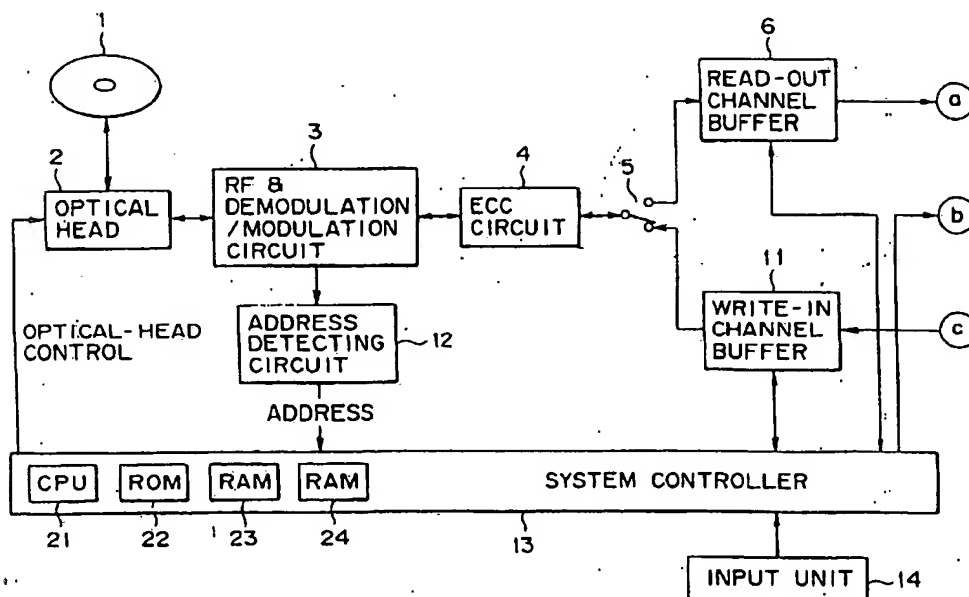 1
6
READ-OUT
CHANNEL
BUFFER
a
2
OPTICAL
HEAD
3
RF &
DEMODULATION
/MODULATION
CIRCUIT
4
ECC
CIRCUIT
5
b
11
WRITE-IN
CHANNEL
BUFFER
c
OPTICAL-HEAD
CONTROL
ADDRESS
DETECTING
CIRCUIT
12
ADDRESS
CPU
ROM
RAM
RAM
SYSTEM CONTROLLER
21
22
23
24
13
INPUT UNIT
14